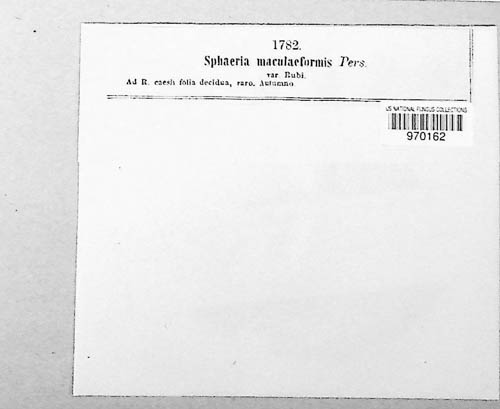 1782.
Sphaeria maculaeformis Pers.
var Rubi.
Ad R. caesii folia decidua, raro. Autumno
US NATIONAL FUNGUS COLLECTIONS
970162